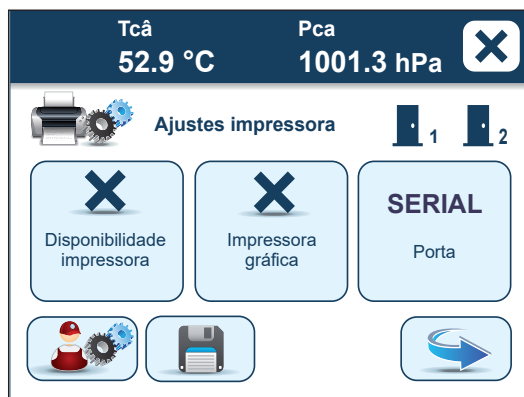 Tcâ Pca
52.9 °C 1001.3 hPa
Ajustes impressora 1 2
Disponibilidade
impressora
Impressora
gráfica
SERIAL
Porta